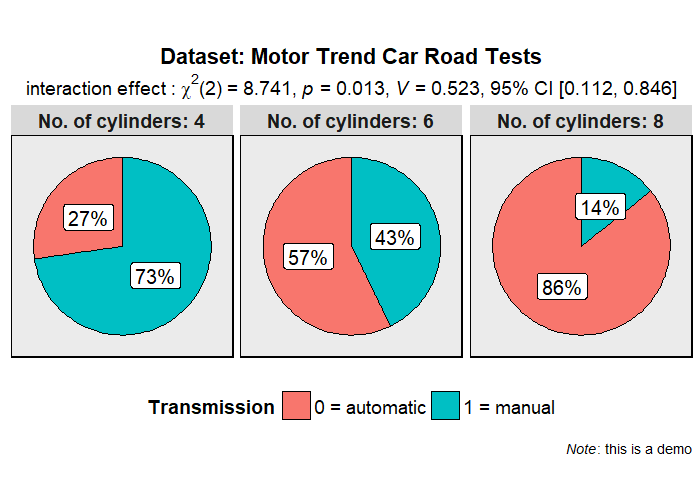 Dataset: Motor Trend Car Road Tests
interaction effect : χ²(2) = 8.741, p = 0.013, V = 0.523, 95% CI [0.112, 0.846]
No. of cylinders: 4
27%
73%
No. of cylinders: 6
43%
57%
No. of cylinders: 8
14%
86%
Transmission 0 = automatic 1 = manual
Note: this is a demo